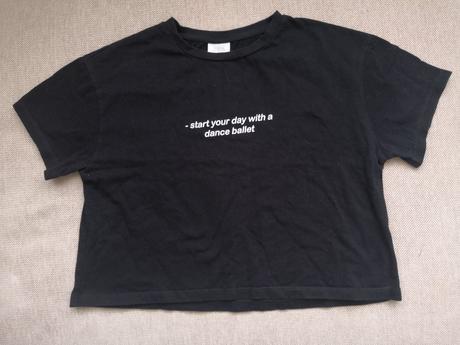 - start your day with a
dance ballet